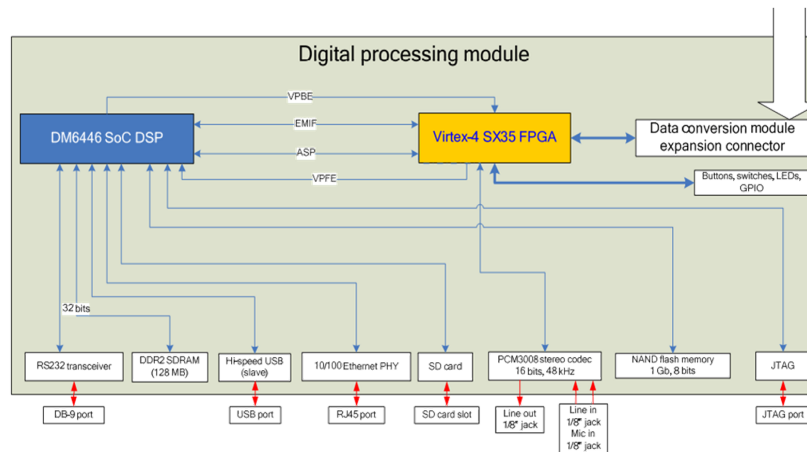 Digital processing module
VPBE
DM6446 SoC DSP
EMIF
Virtex-4 SX35 FPGA
Data conversion module
expansion connector
ASP
VPFE
Buttons, switches, LEDs,
GPIO
32 bits
RS232 transceiver
DDR2 SDRAM
(128 MB)
Hi-speed USB
(slave)
10/100 Ethernet PHY
SD card
PCM3008 stereo codec
16 bits, 48 kHz
NAND flash memory
1 Gb, 8 bits
JTAG
DB-9 port
USB port
RJ45 port
SD card slot
Line out
1/8" jack
Line in
1/8" jack
Mic in
1/8" jack
JTAG port